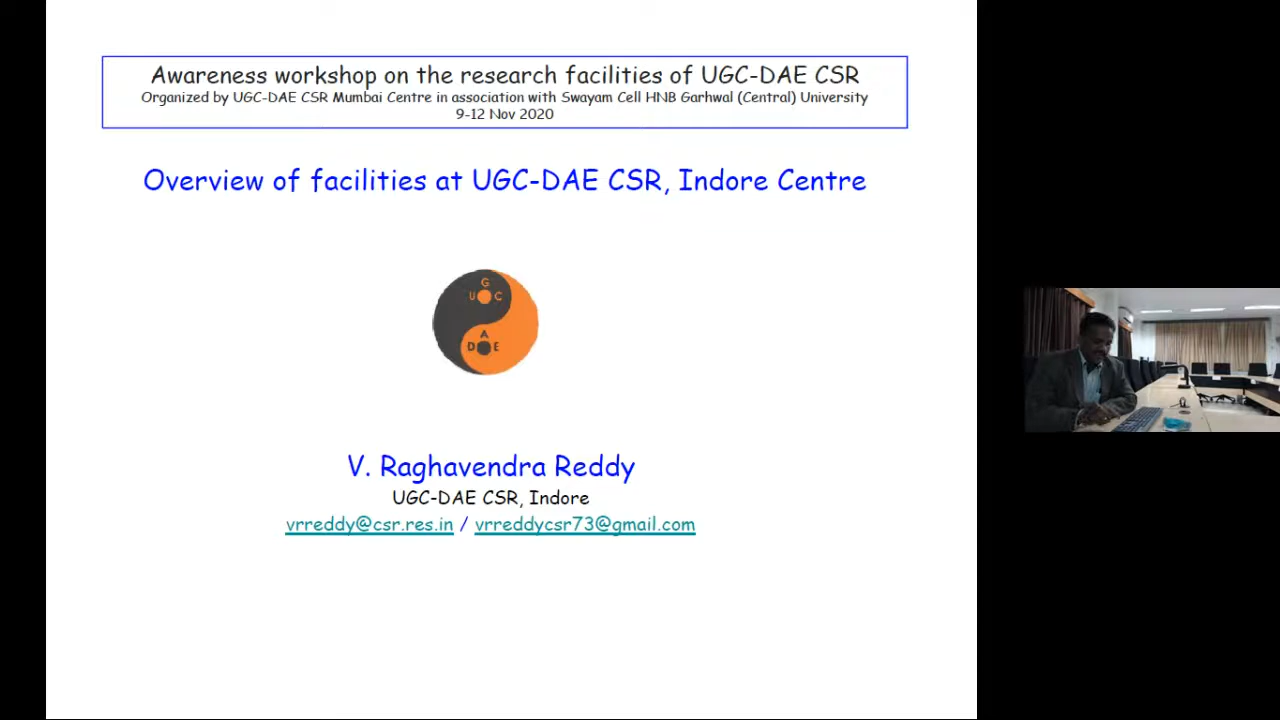 Awareness workshop on the research facilities of UGC-DAE CSR
Organized by UGC-DAE CSR Mumbai Centre in association with Swayam Cell HNB Garhwal (Central) University
9-12 Nov 2020
Overview of facilities at UGC-DAE CSR, Indore Centre
G
U C
A
D E
V. Raghavendra Reddy
UGC-DAE CSR, Indore
vrreddy@csr.res.in / vrreddycsr73@gmail.com